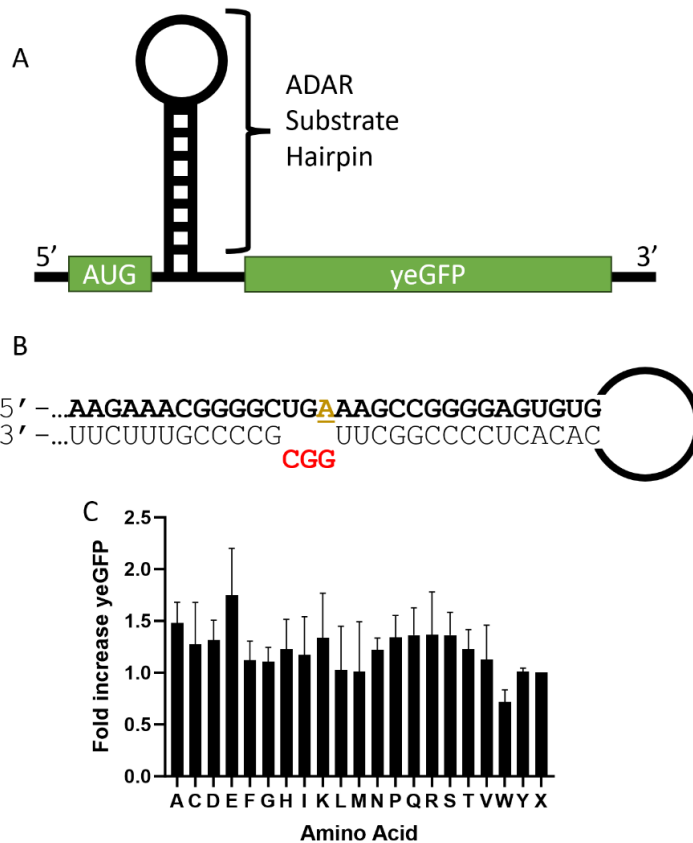 A
ADAR
Substrate
Hairpin
5’
3’
AUG
yeGFP
B
5’-…AAGAAACGGGGCUGAAAGCCGGGGAGUGUG
3’-…UUCUUUGCCCCG UUCGGCCCCUCACAC
CGG
C
Fold increase yeGFP
2.5
2.0
1.5
1.0
0.5
0.0
A C D E F G H I K L M N P Q R S T V W Y X
Amino Acid